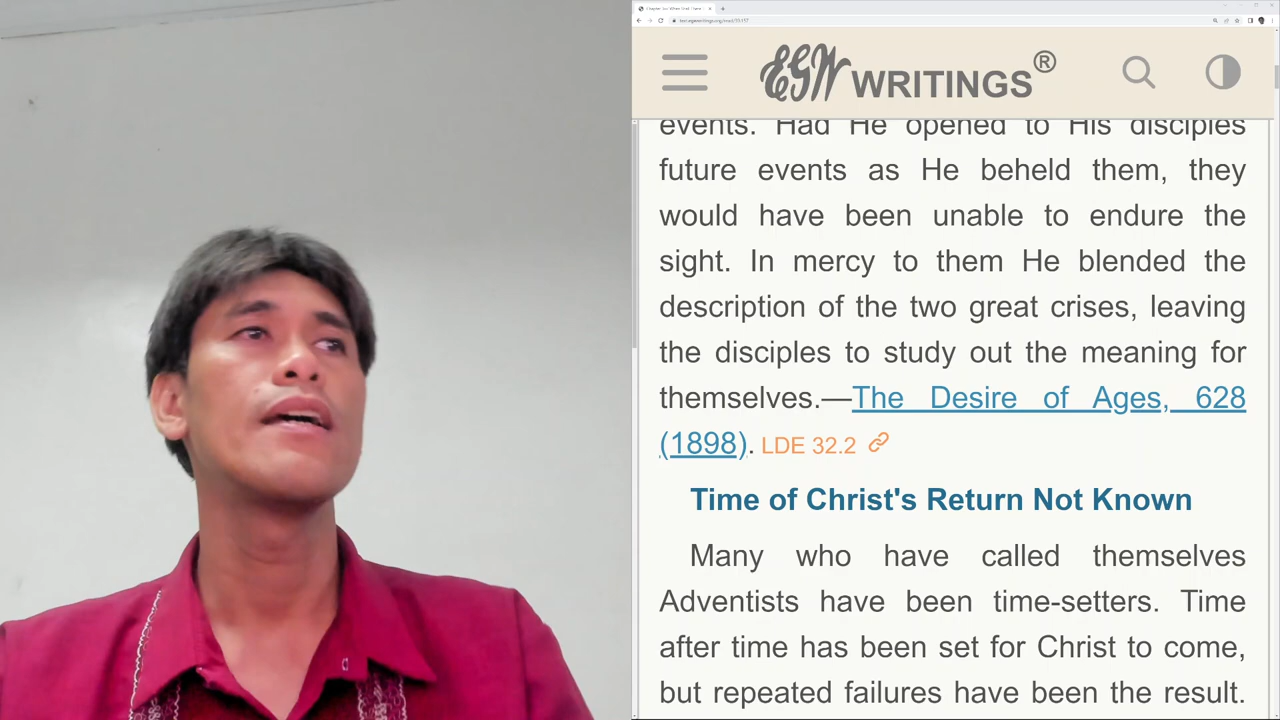 EGW WRITINGS®
events. Had He opened to His disciples
future events as He beheld them, they
would have been unable to endure the
sight. In mercy to them He blended the
description of the two great crises, leaving
the disciples to study out the meaning for
themselves.—The Desire of Ages, 628
(1898). LDE 32.2
Time of Christ's Return Not Known
Many who have called themselves
Adventists have been time-setters. Time
after time has been set for Christ to come,
but repeated failures have been the result.